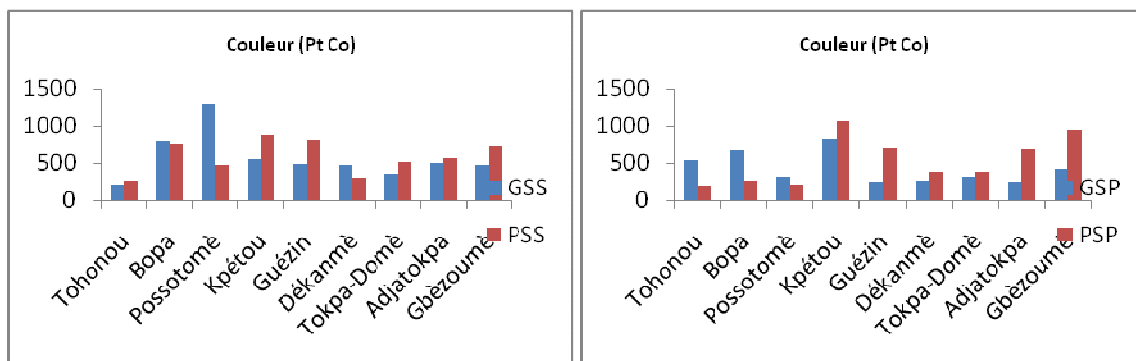 Couleur (Pt Co)
1500
1000
500
0
Tohonou
Bopa
Possotomè
Kpétou
Guézin
Dékanmè
Tokpa-Domè
Adjatokpa
Gbèzoumè
GSS
PSS
Couleur (Pt Co)
1500
1000
500
0
Tohonou
Bopa
Possotomè
Kpétou
Guézin
Dékanmè
Tokpa-Domè
Adjatokpa
Gbèzoumè
GSP
PSP